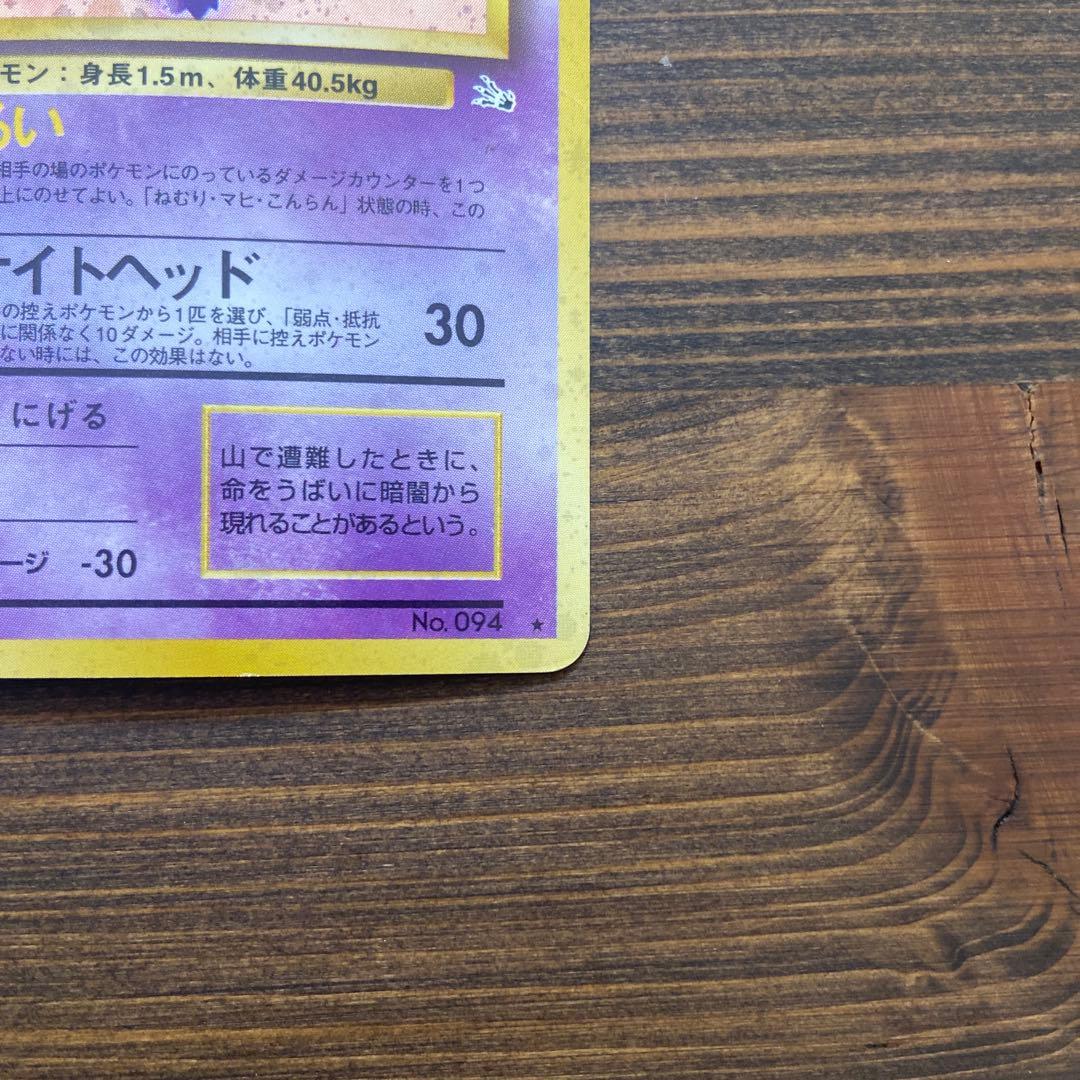 モン：身長1.5m、体重40.5kg
るい
相手の場のポケモンにのっているダメージカウンターを1つ
上にのせてよい。「ねむり・マヒ・こんらん」状態の時、この
イトヘッド
の控えポケモンから1匹を選び、「弱点・抵抗
に関係なく10ダメージ。相手に控えポケモン
ない時には、この効果はない。
30
にげる
山で遭難したときに、
命をうばいに暗闇から
現れることがあるという。
ージ -30
No. 094 ★